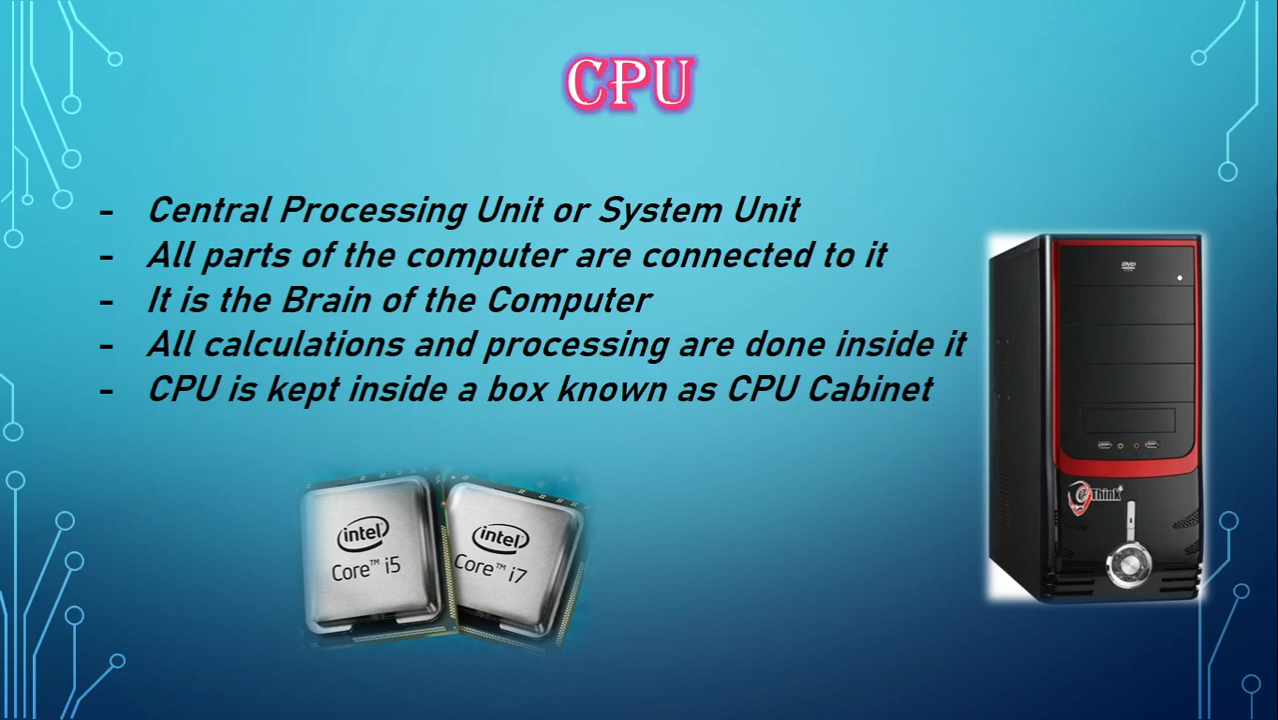 CPU
- Central Processing Unit or System Unit
- All parts of the computer are connected to it
- It is the Brain of the Computer
- All calculations and processing are done inside it
- CPU is kept inside a box known as CPU Cabinet
DVD
eThink
intel
Core™ i5
intel
Core™ i7